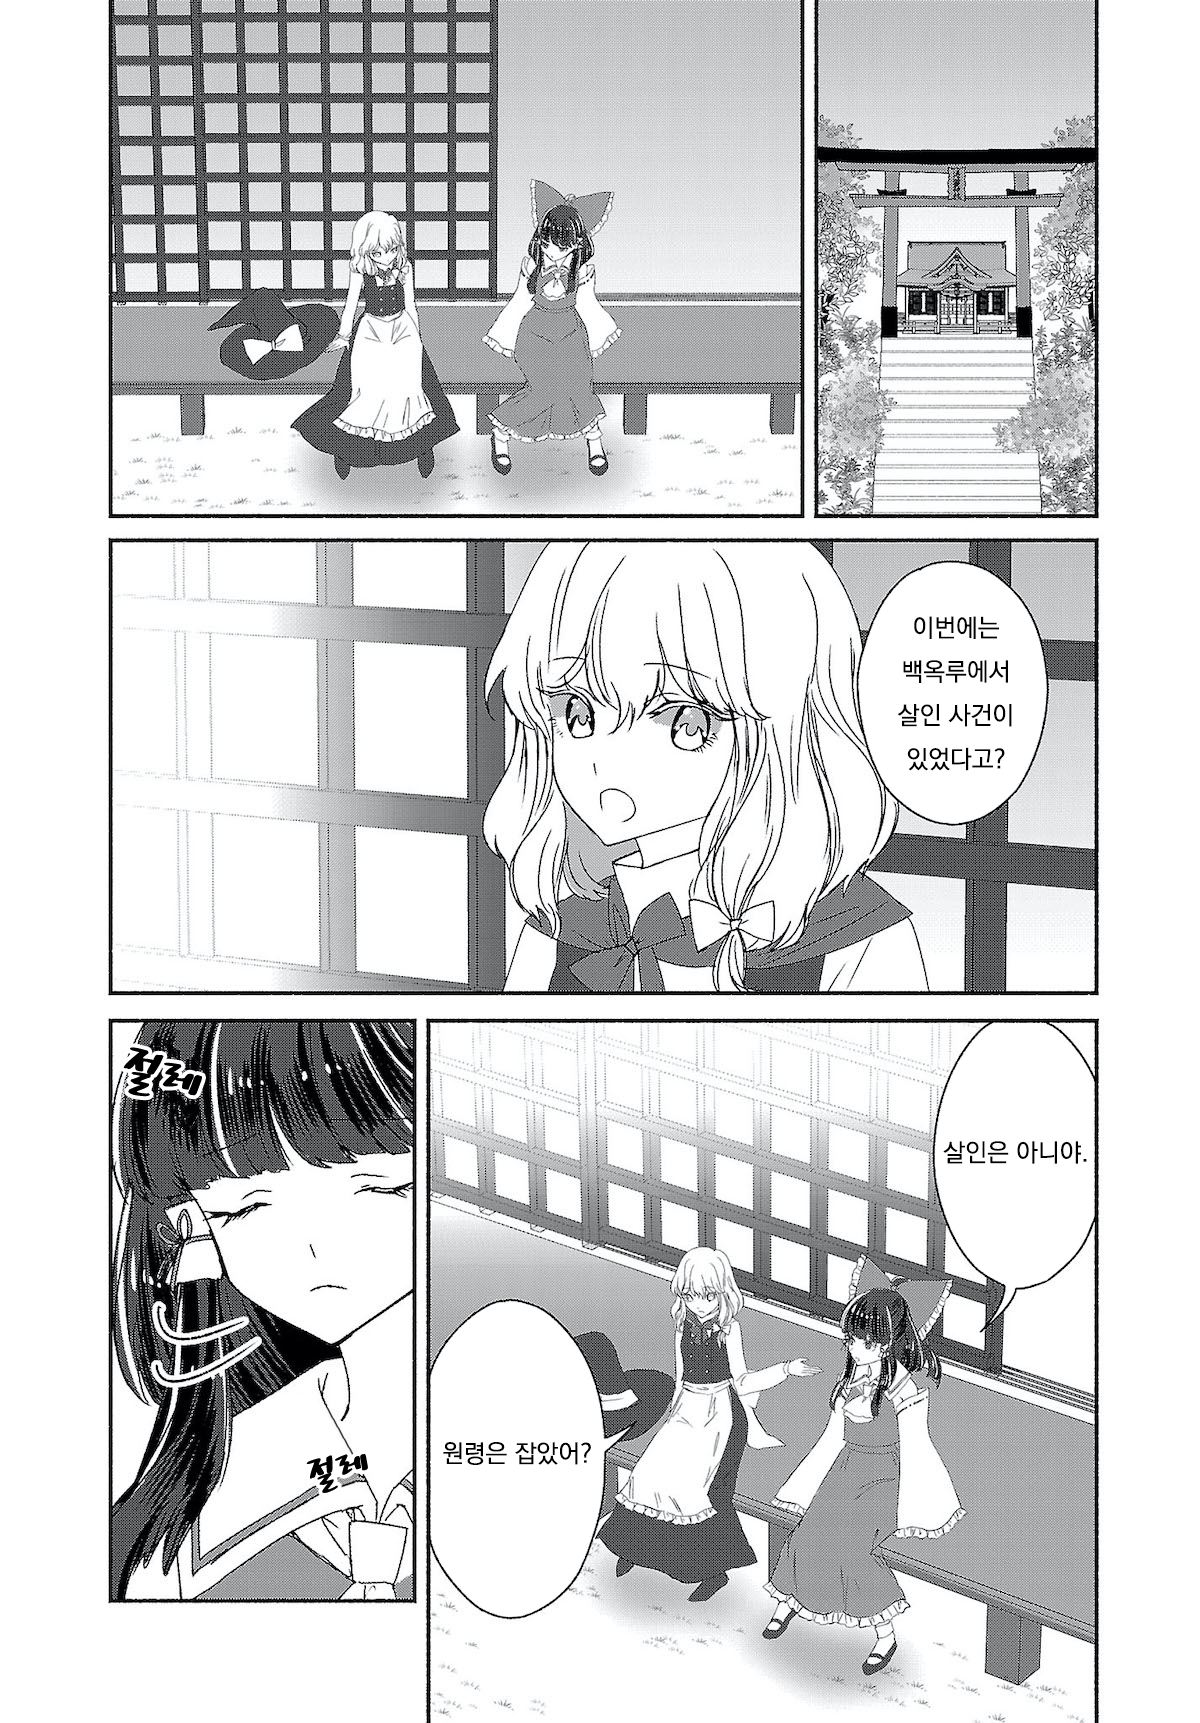 이번에는
백옥루에서
살인 사건이
있었다고?
살인은 아니야.
원령은 잡았어?
절레
절레